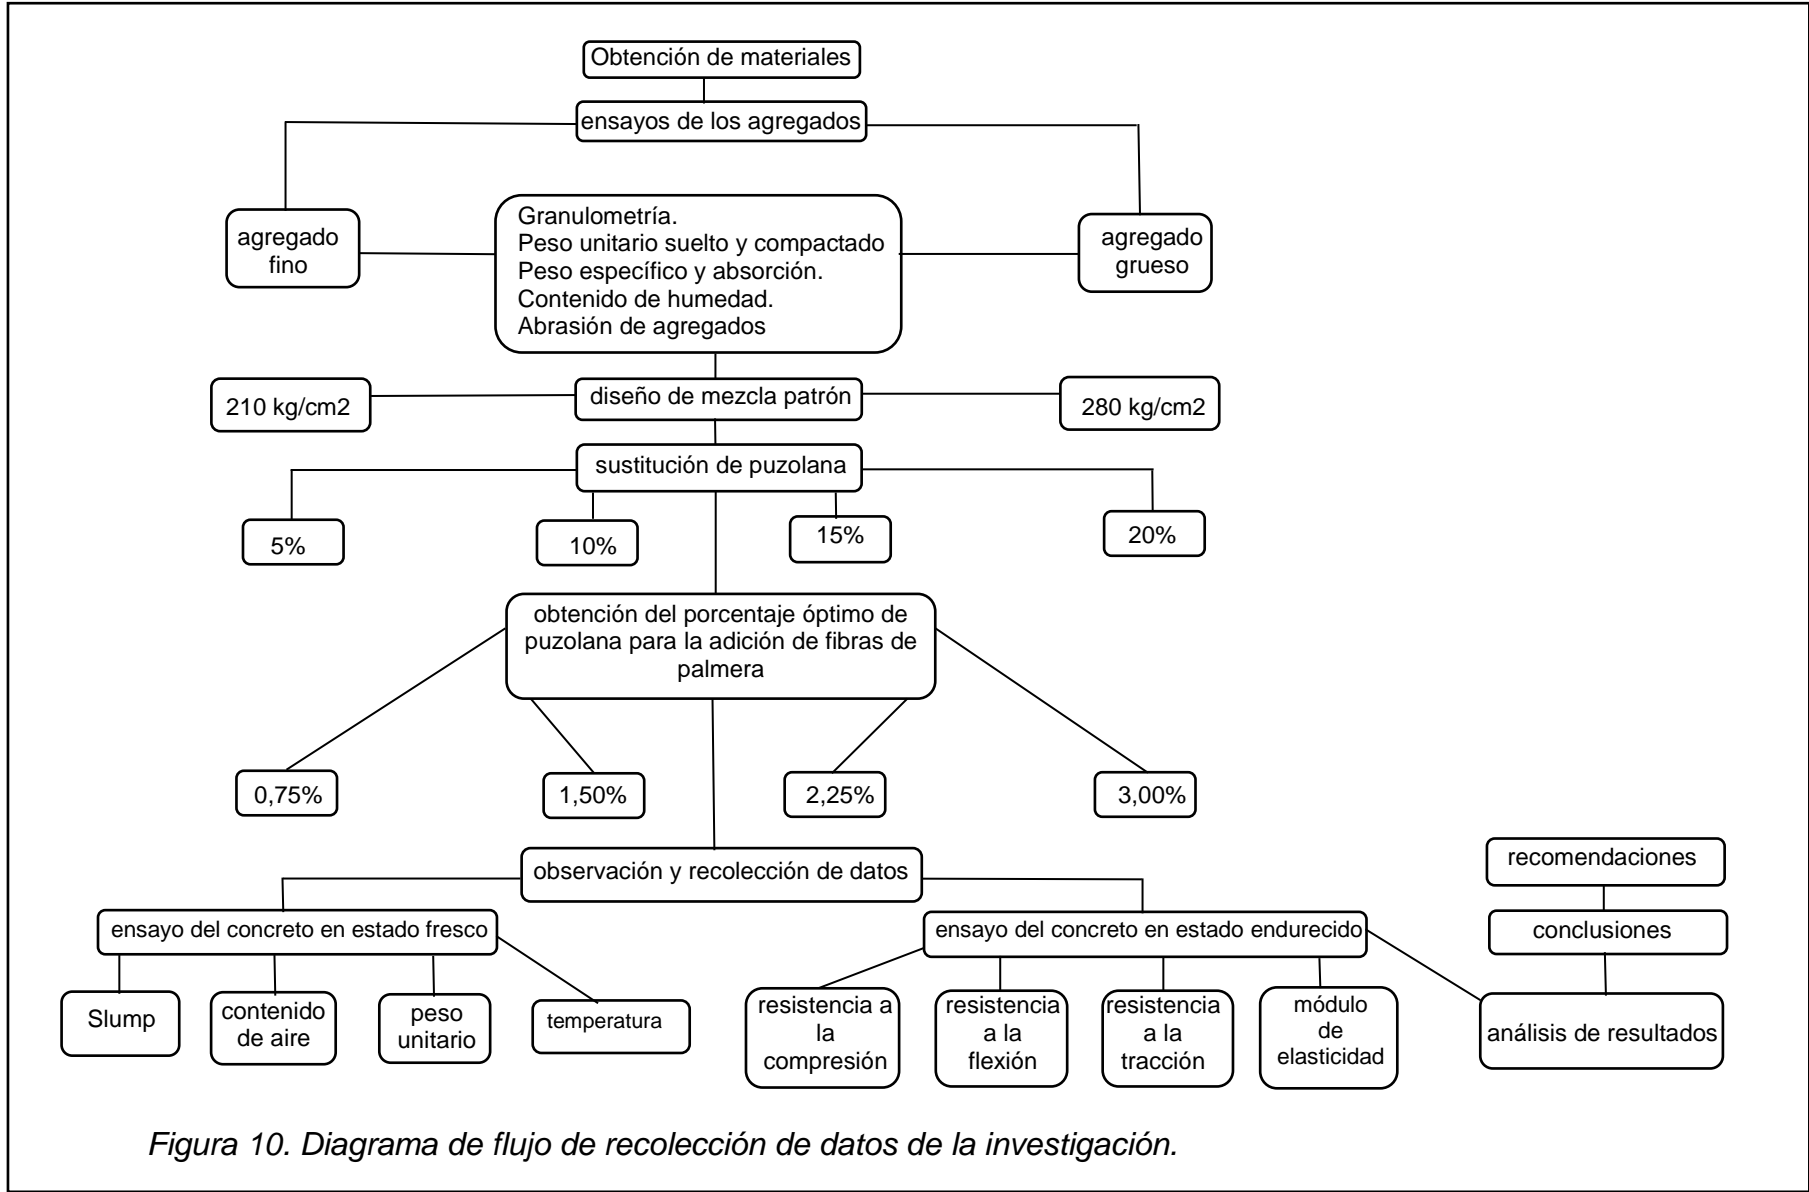 Obtención de materiales
ensayos de los agregados
agregado
fino
Granulometría.
Peso unitario suelto y compactado
Peso específico y absorción.
Contenido de humedad.
Abrasión de agregados
agregado
grueso
210 kg/cm2
diseño de mezcla patrón
280 kg/cm2
sustitución de puzolana
5%
10%
15%
20%
obtención del porcentaje óptimo de
puzolana para la adición de fibras de
palmera
0,75%
1,50%
2,25%
3,00%
observación y recolección de datos
ensayo del concreto en estado fresco
Slump
contenido
de aire
peso
unitario
temperatura
ensayo del concreto en estado endurecido
resistencia a
la
compresión
resistencia
a la
flexión
resistencia
a la
tracción
módulo
de
elasticidad
recomendaciones
conclusiones
análisis de resultados
Figura 10. Diagrama de flujo de recolección de datos de la investigación.